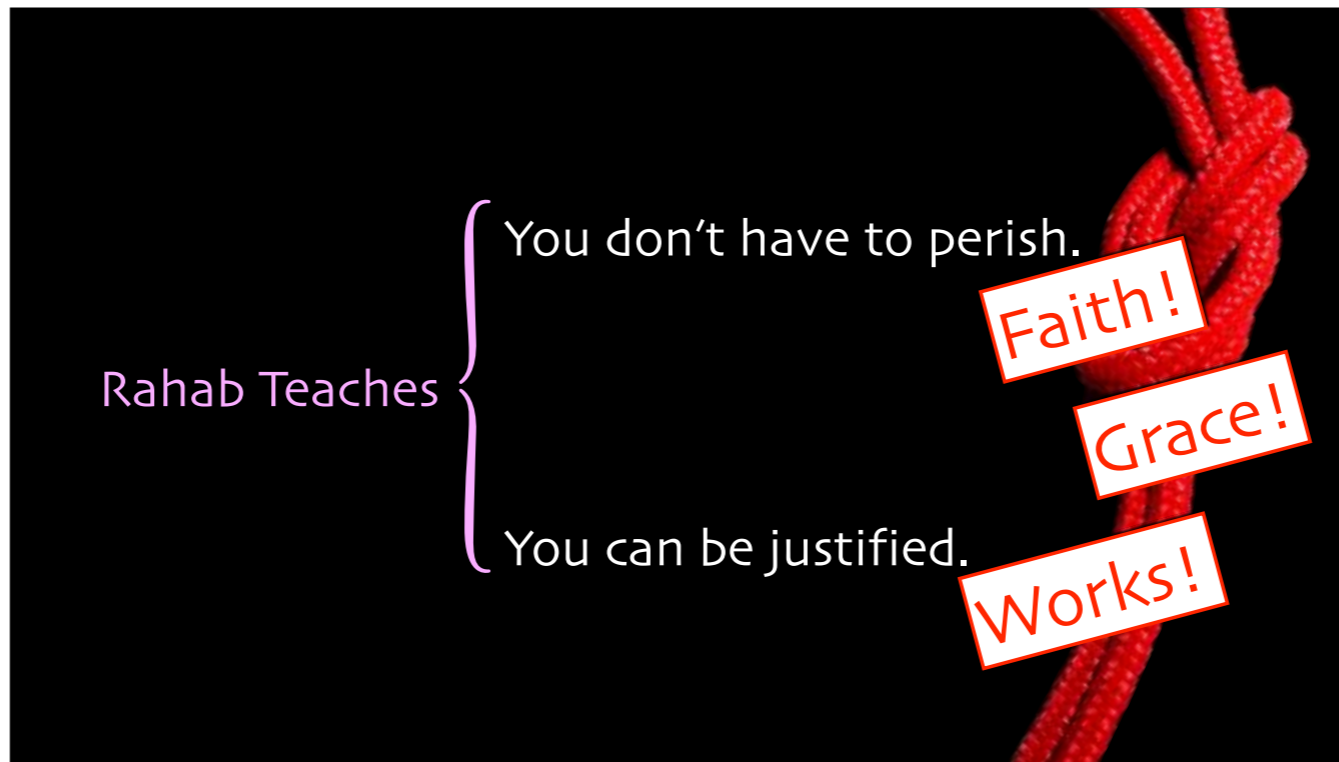 You don’t have to perish.
Faith!
Rahab Teaches
Grace!
You can be justified.
Works!